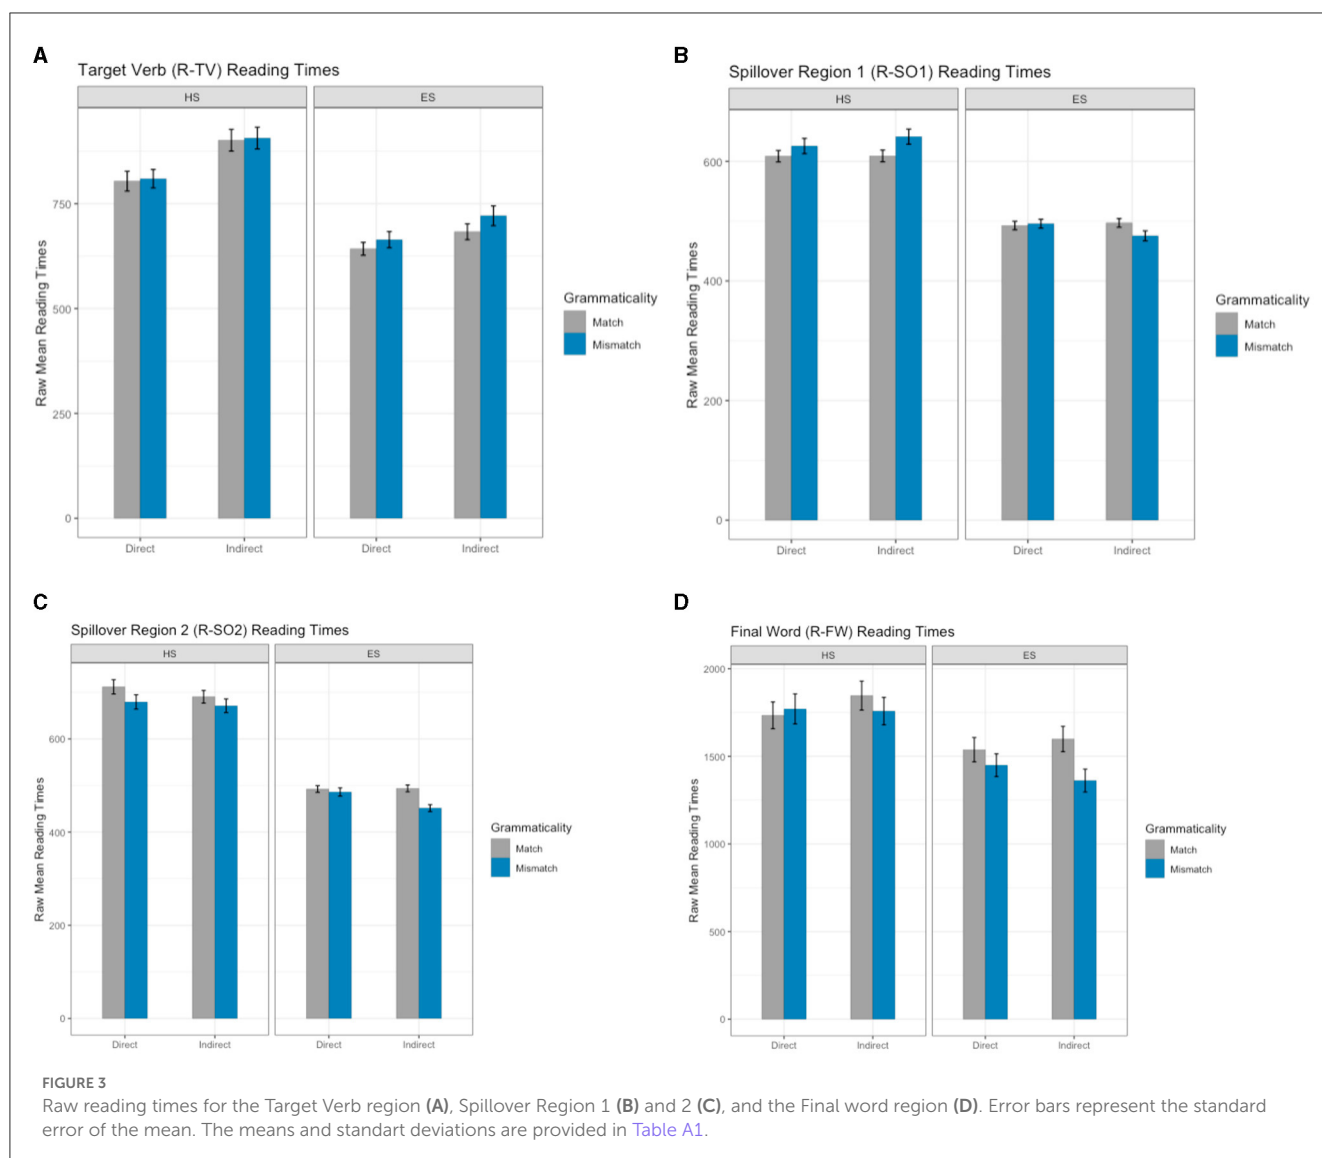 A
Target Verb (R-TV) Reading Times
HS
ES
Raw Mean Reading Times
750
500
250
0
Direct
Indirect
Direct
Indirect
Grammaticality
Match
Mismatch
B
Spillover Region 1 (R-SO1) Reading Times
HS
ES
Raw Mean Reading Times
600
400
200
0
Direct
Indirect
Direct
Indirect
Grammaticality
Match
Mismatch
C
Spillover Region 2 (R-SO2) Reading Times
HS
ES
Raw Mean Reading Times
600
400
200
0
Direct
Indirect
Direct
Indirect
Grammaticality
Match
Mismatch
D
Final Word (R-FW) Reading Times
HS
ES
Raw Mean Reading Times
2000
1500
1000
500
0
Direct
Indirect
Direct
Indirect
Grammaticality
Match
Mismatch
FIGURE 3
Raw reading times for the Target Verb region (A), Spillover Region 1 (B) and 2 (C), and the Final word region (D). Error bars represent the standard
error of the mean. The means and standart deviations are provided in Table A1.